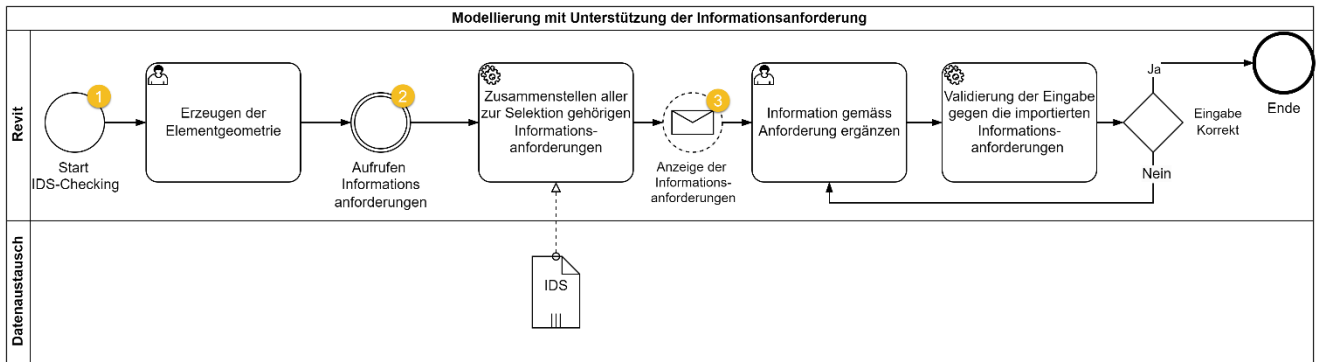 Modellierung mit Unterstützung der Informationsanforderung
Revit
1
Start
IDS-Checking
Erzeugen der
Elementgeometrie
2
Aufrufen
Informations
anforderungen
Zusammenstellen aller
zur Selektion gehörigen
Informations-
anforderungen
3
Anzeige der
Informations-
anforderungen
Information gemäss
Anforderung ergänzen
Validierung der Eingabe
gegen die importierten
Informations-
anforderungen
Ja
Eingabe
Korrekt
Nein
Ende
Datenaustausch
IDS